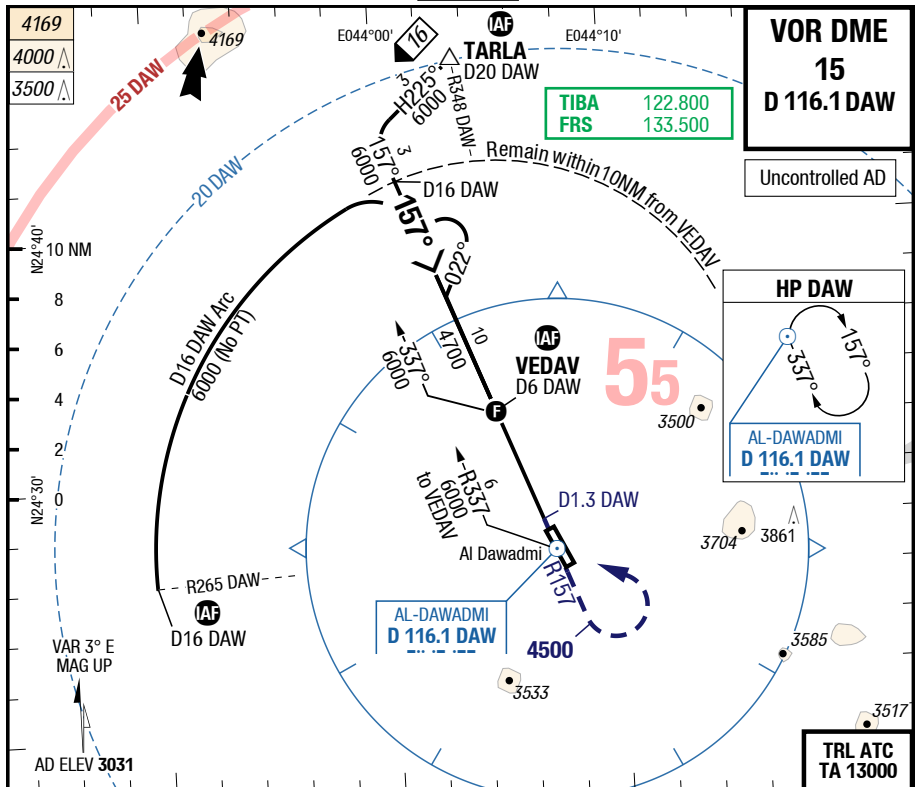 4169
4000
3500
4169
25 DAW
20 DAW
E044°00'
E044°10'
16
IAF
TARLA
D20 DAW
H225°
6000
3
R348 DAW
TIBA 122.800
FRS 133.500
VOR DME
15
D 116.1 DAW
Uncontrolled AD
Remain within 10NM from VEDAV
157°
6000
3
D16 DAW
157°
022°
N24°40'
10 NM
8
6
4
2
0
N24°30'
D16 DAW Arc
6000 (No PT)
10
4700
337°
6000
IAF
VEDAV
D6 DAW
F
55
3500
HP DAW
157°
337°
AL-DAWADMI
D 116.1 DAW
R337
6000
to VEDAV
6
D1.3 DAW
Al Dawadmi
3704
3861
R157
R265 DAW
IAF
D16 DAW
AL-DAWADMI
D 116.1 DAW
4500
3585
3533
3517
VAR 3° E
MAG UP
AD ELEV 3031
TRL ATC
TA 13000